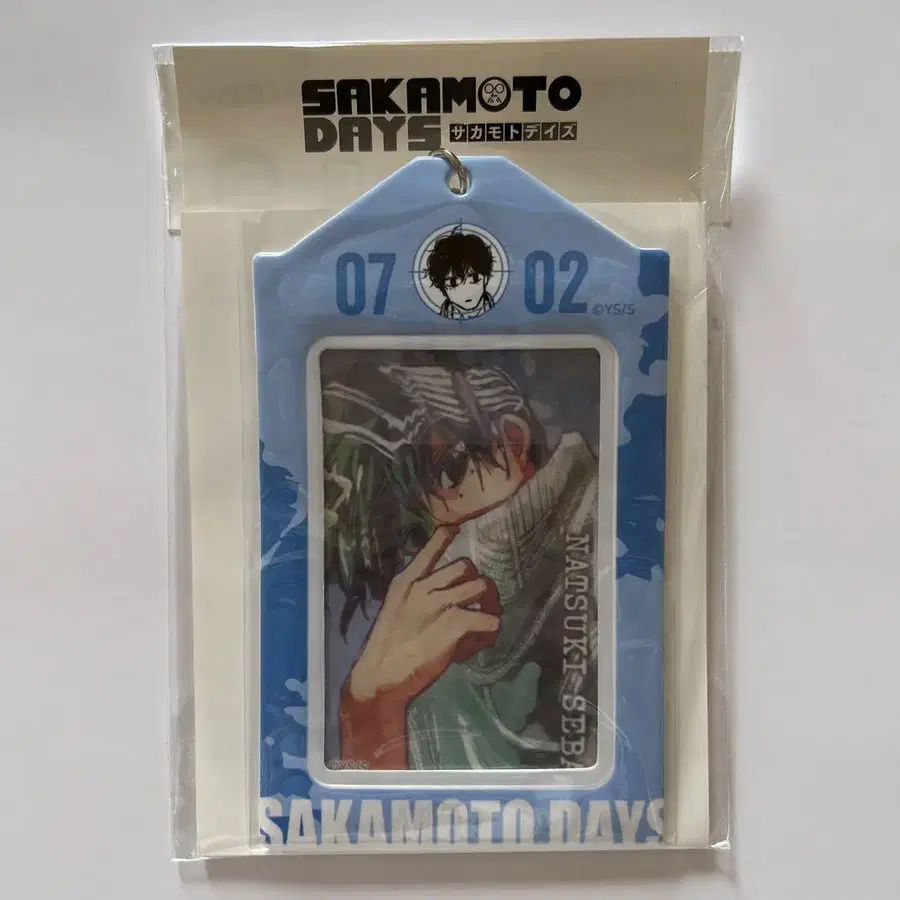 SAKAMOTO
DAYS サカモトデイズ
07 02
©YS/S
NATSUKI SEBA
SAKAMOTO DAYS